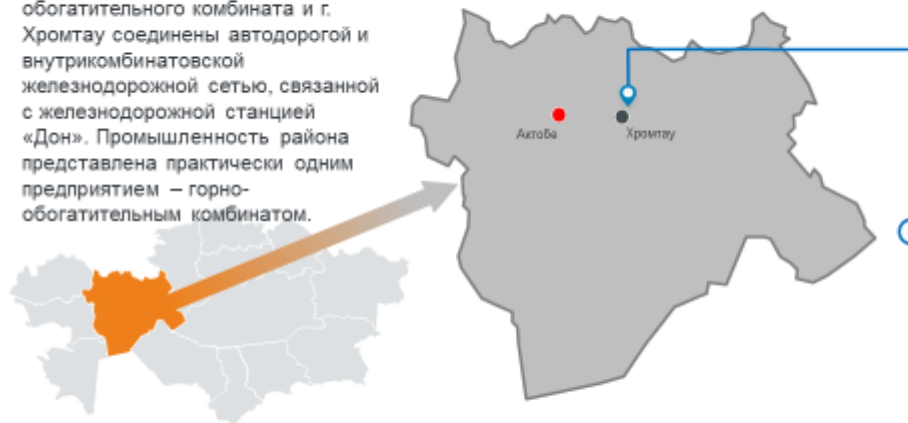 обогатительного комбината и г.
Хромтау соединены автодорогой и
внутрикомбинатовской
железнодорожной сетью, связанной
с железнодорожной станцией
«Дон». Промышленность района
представлена практически одним
предприятием – горно-
обогатительным комбинатом.
Актобе
Хромтау